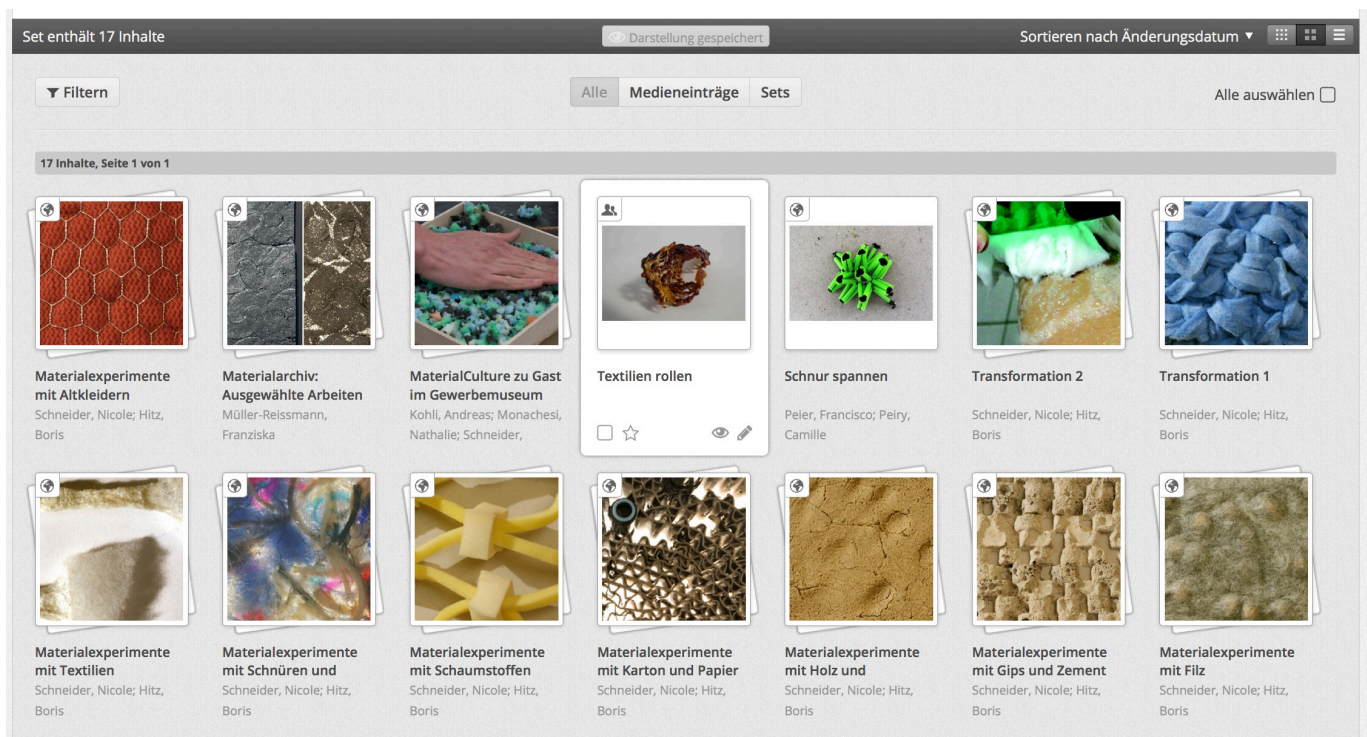 Set enthält 17 Inhalte
Darstellung gespeichert
Sortieren nach Änderungsdatum
Filtern
Alle
Medieneinträge
Sets
Alle auswählen
17 Inhalte, Seite 1 von 1
Materialexperimente
mit Altkleidern
Schneider, Nicole; Hitz,
Boris
Materialarchiv:
Ausgewählte Arbeiten
Müller-Reissmann,
Franziska
MaterialCulture zu Gast
im Gewerbemuseum
Kohli, Andreas; Monachesi,
Nathalie; Schneider,
Textilien rollen
Schnur spannen
Peier, Francisco; Peiry,
Camille
Transformation 2
Schneider, Nicole; Hitz,
Boris
Transformation 1
Schneider, Nicole; Hitz,
Boris
Materialexperimente
mit Textilien
Schneider, Nicole; Hitz,
Boris
Materialexperimente
mit Schnüren und
Schneider, Nicole; Hitz,
Boris
Materialexperimente
mit Schaumstoffen
Schneider, Nicole; Hitz,
Boris
Materialexperimente
mit Karton und Papier
Schneider, Nicole; Hitz,
Boris
Materialexperimente
mit Holz und
Schneider, Nicole; Hitz,
Boris
Materialexperimente
mit Gips und Zement
Schneider, Nicole; Hitz,
Boris
Materialexperimente
mit Filz
Schneider, Nicole; Hitz,
Boris